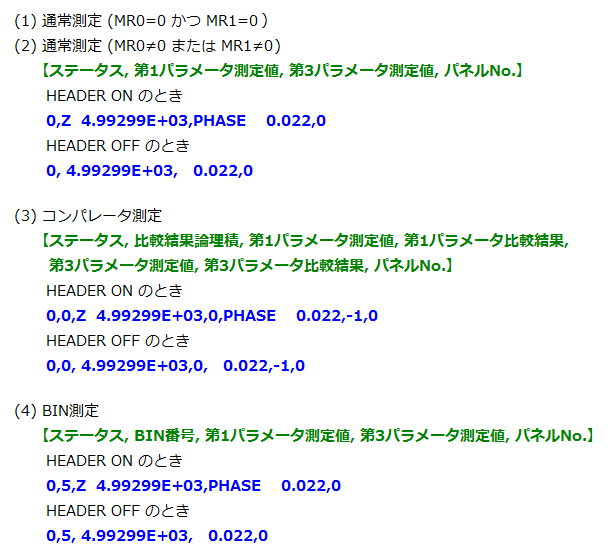 (1) 通常測定 (MR0=0 かつ MR1=0 )
(2) 通常測定 (MR0≠0 または MR1≠0)
【ステータス, 第1パラメータ測定値, 第3パラメータ測定値, パネルNo.】
HEADER ON のとき
0,Z  4.99299E+03,PHASE    0.022,0
HEADER OFF のとき
0, 4.99299E+03,   0.022,0
(3) コンパレータ測定
【ステータス, 比較結果論理積, 第1パラメータ測定値, 第1パラメータ比較結果,
第3パラメータ測定値, 第3パラメータ比較結果, パネルNo.】
HEADER ON のとき
0,0,Z  4.99299E+03,0,PHASE    0.022,-1,0
HEADER OFF のとき
0,0, 4.99299E+03,0,   0.022,-1,0
(4) BIN測定
【ステータス, BIN番号, 第1パラメータ測定値, 第3パラメータ測定値, パネルNo.】
HEADER ON のとき
0,5,Z  4.99299E+03,PHASE    0.022,0
HEADER OFF のとき
0,5, 4.99299E+03,   0.022,0